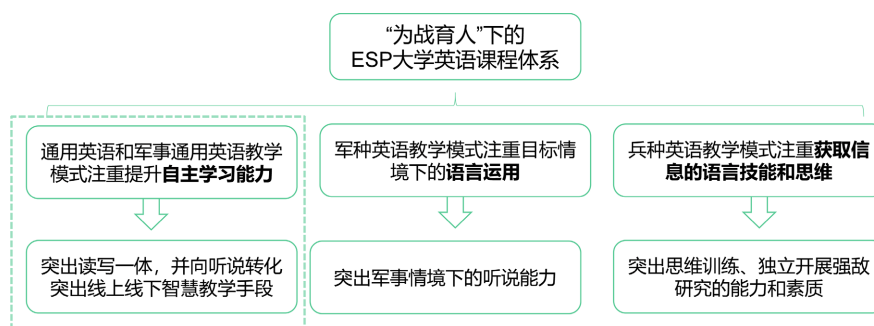 “为战育人”下的
ESP大学英语课程体系
通用英语和军事通用英语教学
模式注重提升自主学习能力
军种英语教学模式注重目标情
境下的语言运用
兵种英语教学模式注重获取信
息的语言技能和思维
突出读写一体，并向听说转化
突出线上线下智慧教学手段
突出军事情境下的听说能力
突出思维训练、独立开展强敌
研究的能力和素质